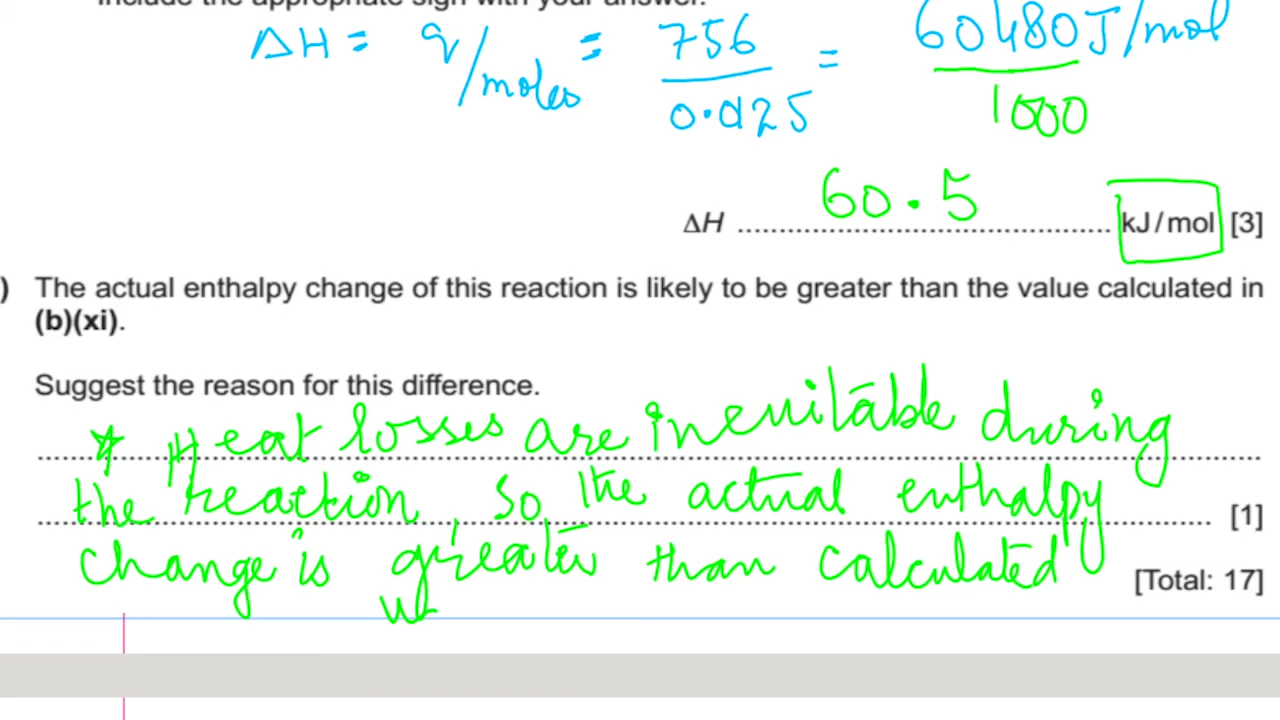 include the appropriate sign with your answer.
ΔH = q/moles = 756/0.0125 = 60480 J/mol/1000
60.5
ΔH kJ/mol [3]
) The actual enthalpy change of this reaction is likely to be greater than the value calculated in
(b)(xi).
Suggest the reason for this difference.
* Heat losses are inevitable during
the reaction, so the actual enthalpy [1]
change is greater than calculated
[Total: 17]